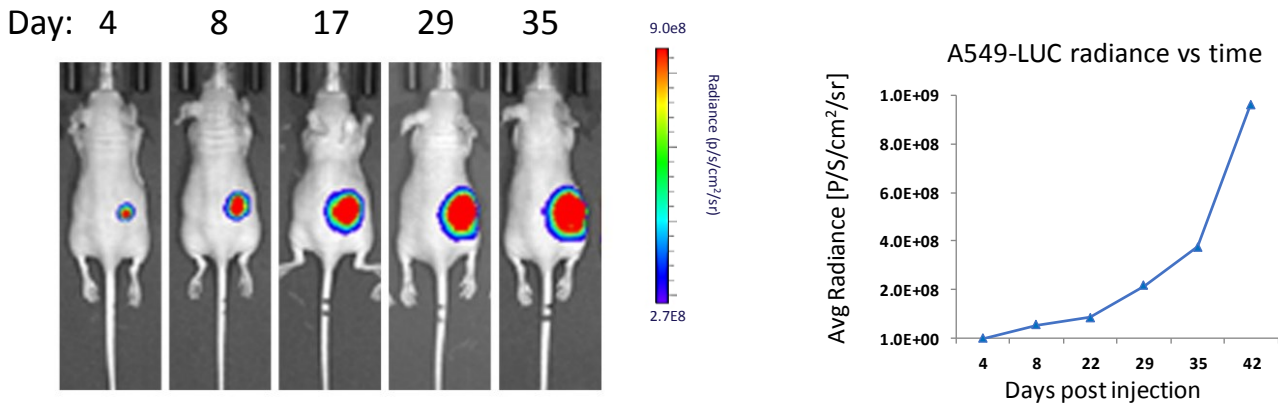 Day: 4 8 17 29 35
9.0e8
Radiance (p/s/cm²/sr)
2.7E8
A549-LUC radiance vs time
Avg Radiance [P/S/cm²/sr]
1.0E+09
8.0E+08
6.0E+08
4.0E+08
2.0E+08
1.0E+00
4 8 22 29 35 42
Days post injection